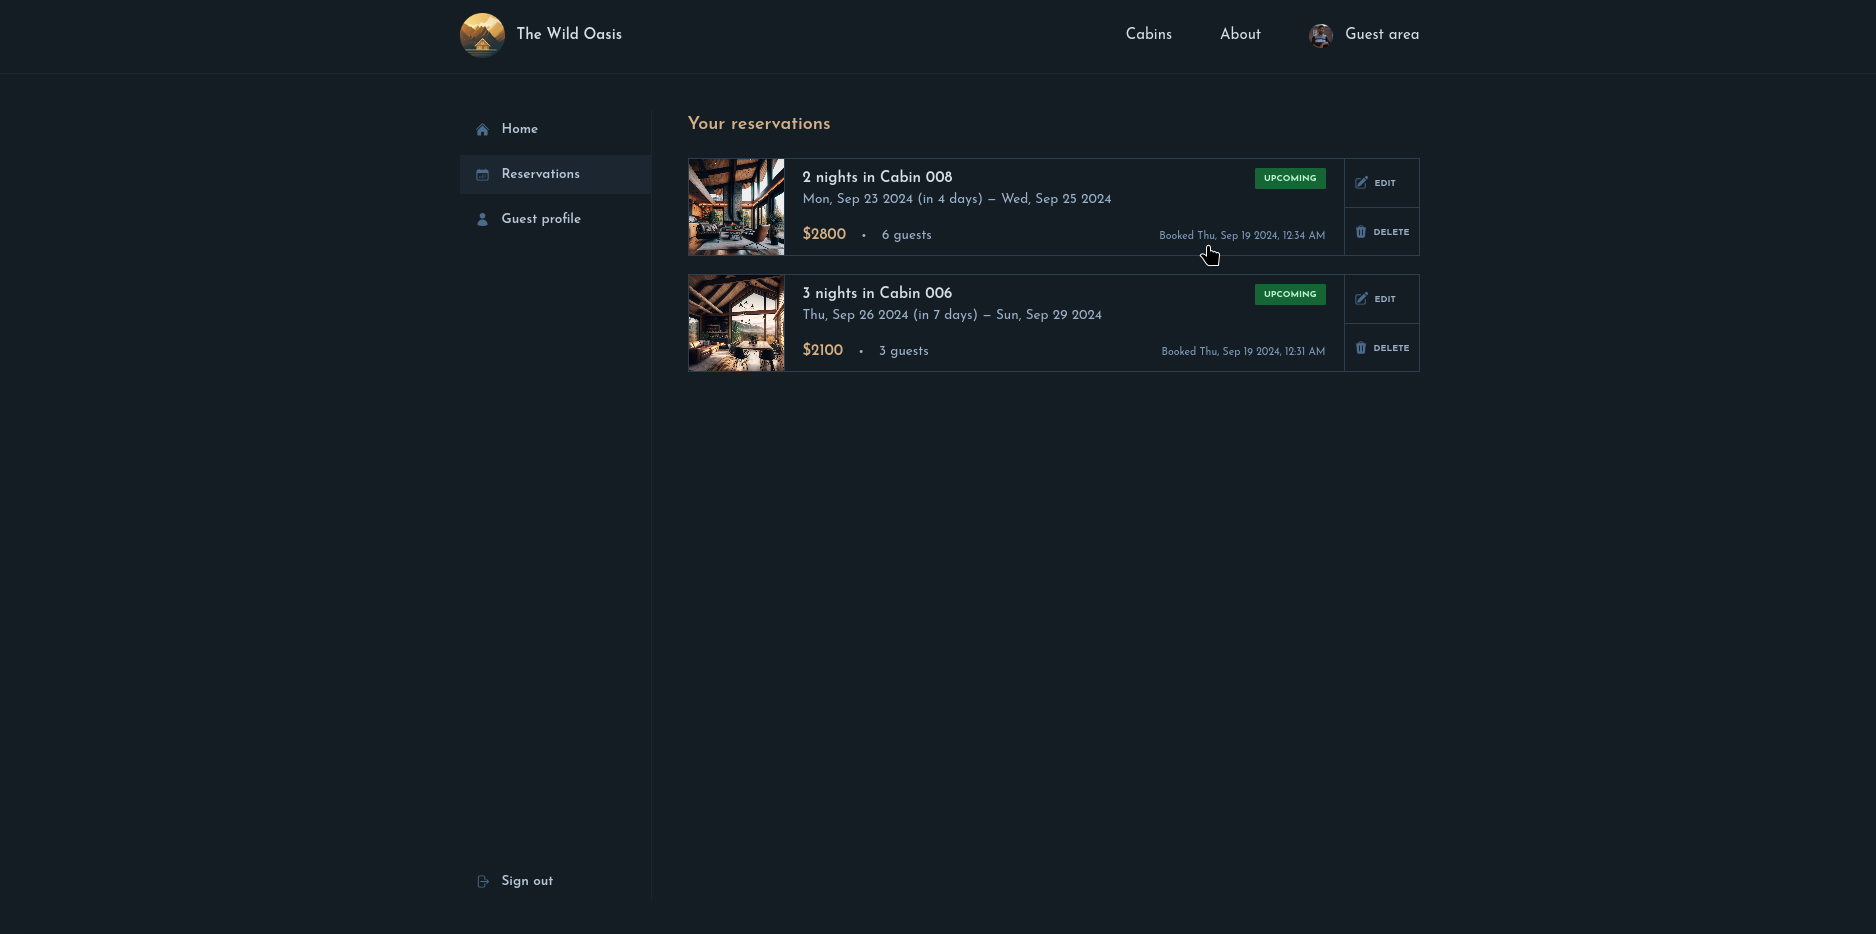 The Wild Oasis
Cabins
About
Guest area
Home
Reservations
Guest profile
Sign out
Your reservations
2 nights in Cabin 008
UPCOMING
Mon, Sep 23 2024 (in 4 days) — Wed, Sep 25 2024
$2800 • 6 guests
Booked Thu, Sep 19 2024, 12:34 AM
EDIT
DELETE
3 nights in Cabin 006
UPCOMING
Thu, Sep 26 2024 (in 7 days) — Sun, Sep 29 2024
$2100 • 3 guests
Booked Thu, Sep 19 2024, 12:31 AM
EDIT
DELETE